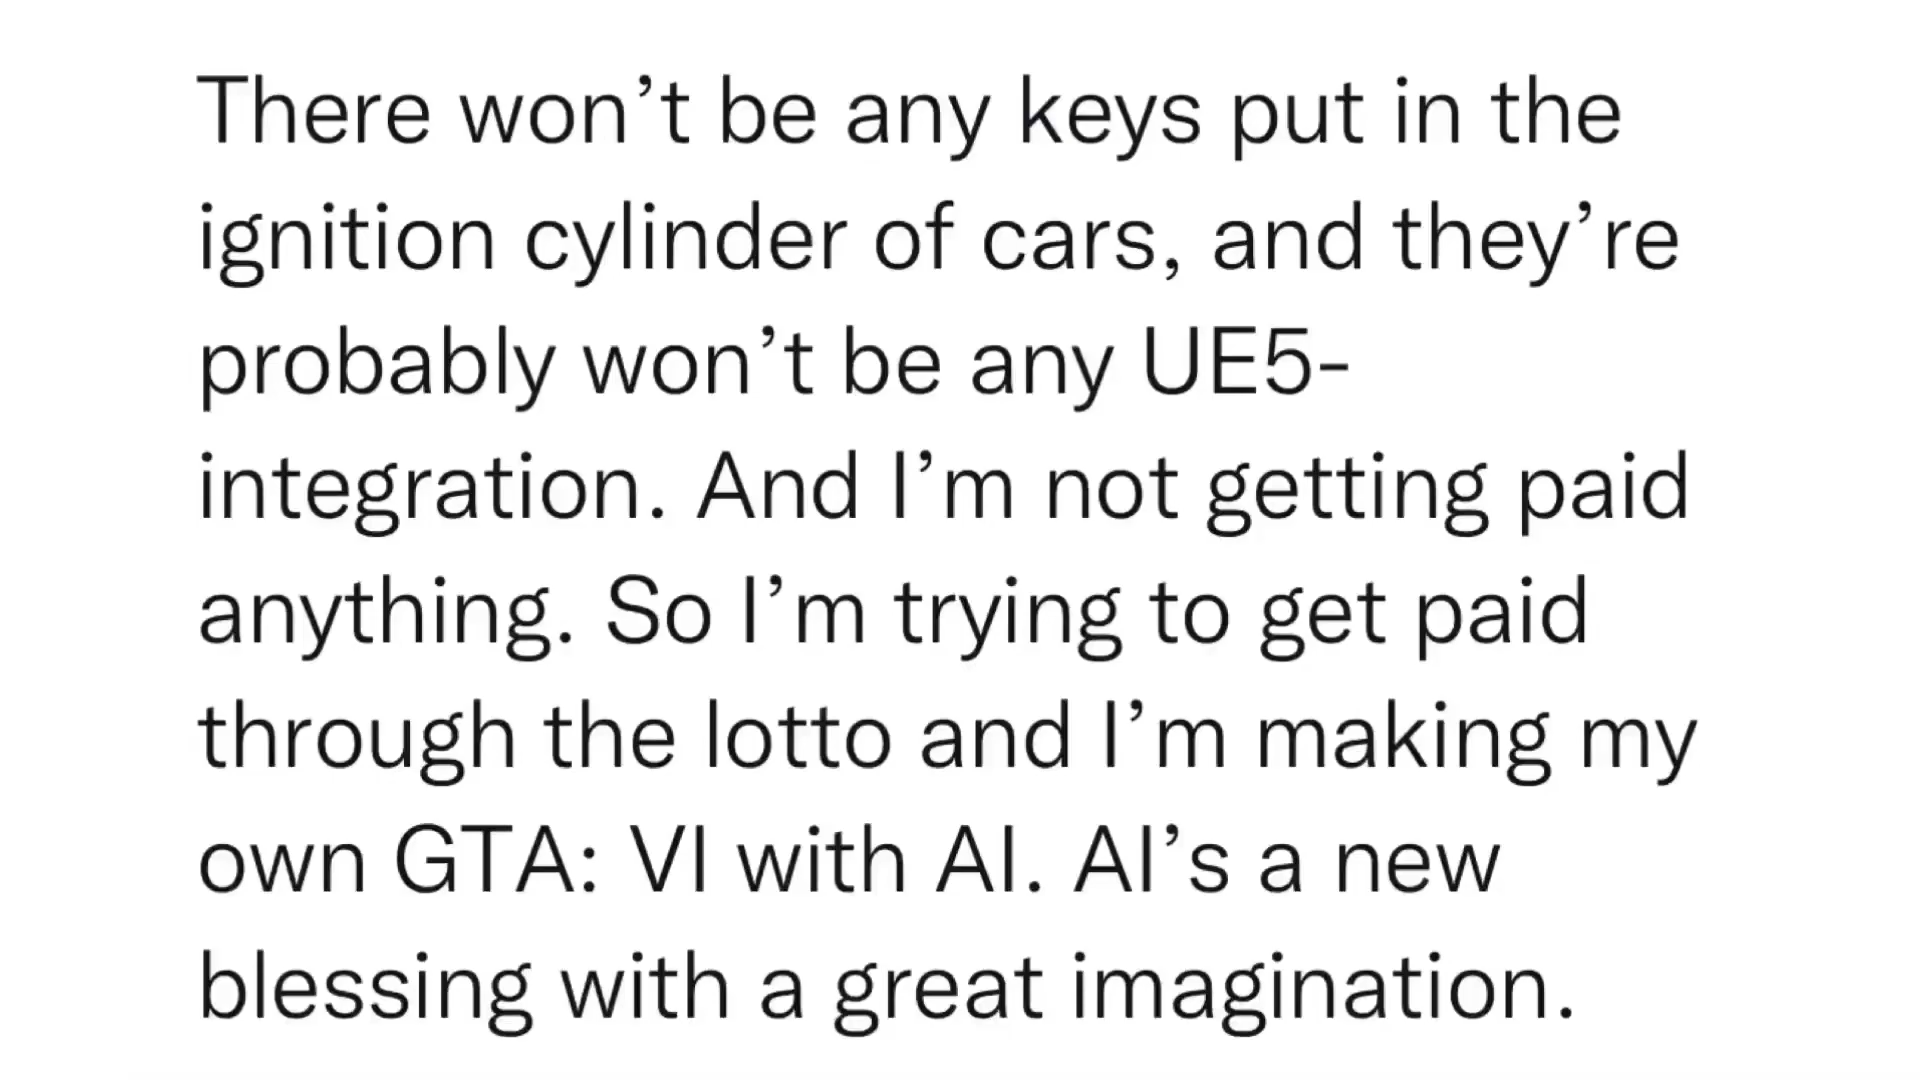 There won’t be any keys put in the
ignition cylinder of cars, and they’re
probably won’t be any UE5-
integration. And I’m not getting paid
anything. So I’m trying to get paid
through the lotto and I’m making my
own GTA: VI with AI. AI’s a new
blessing with a great imagination.